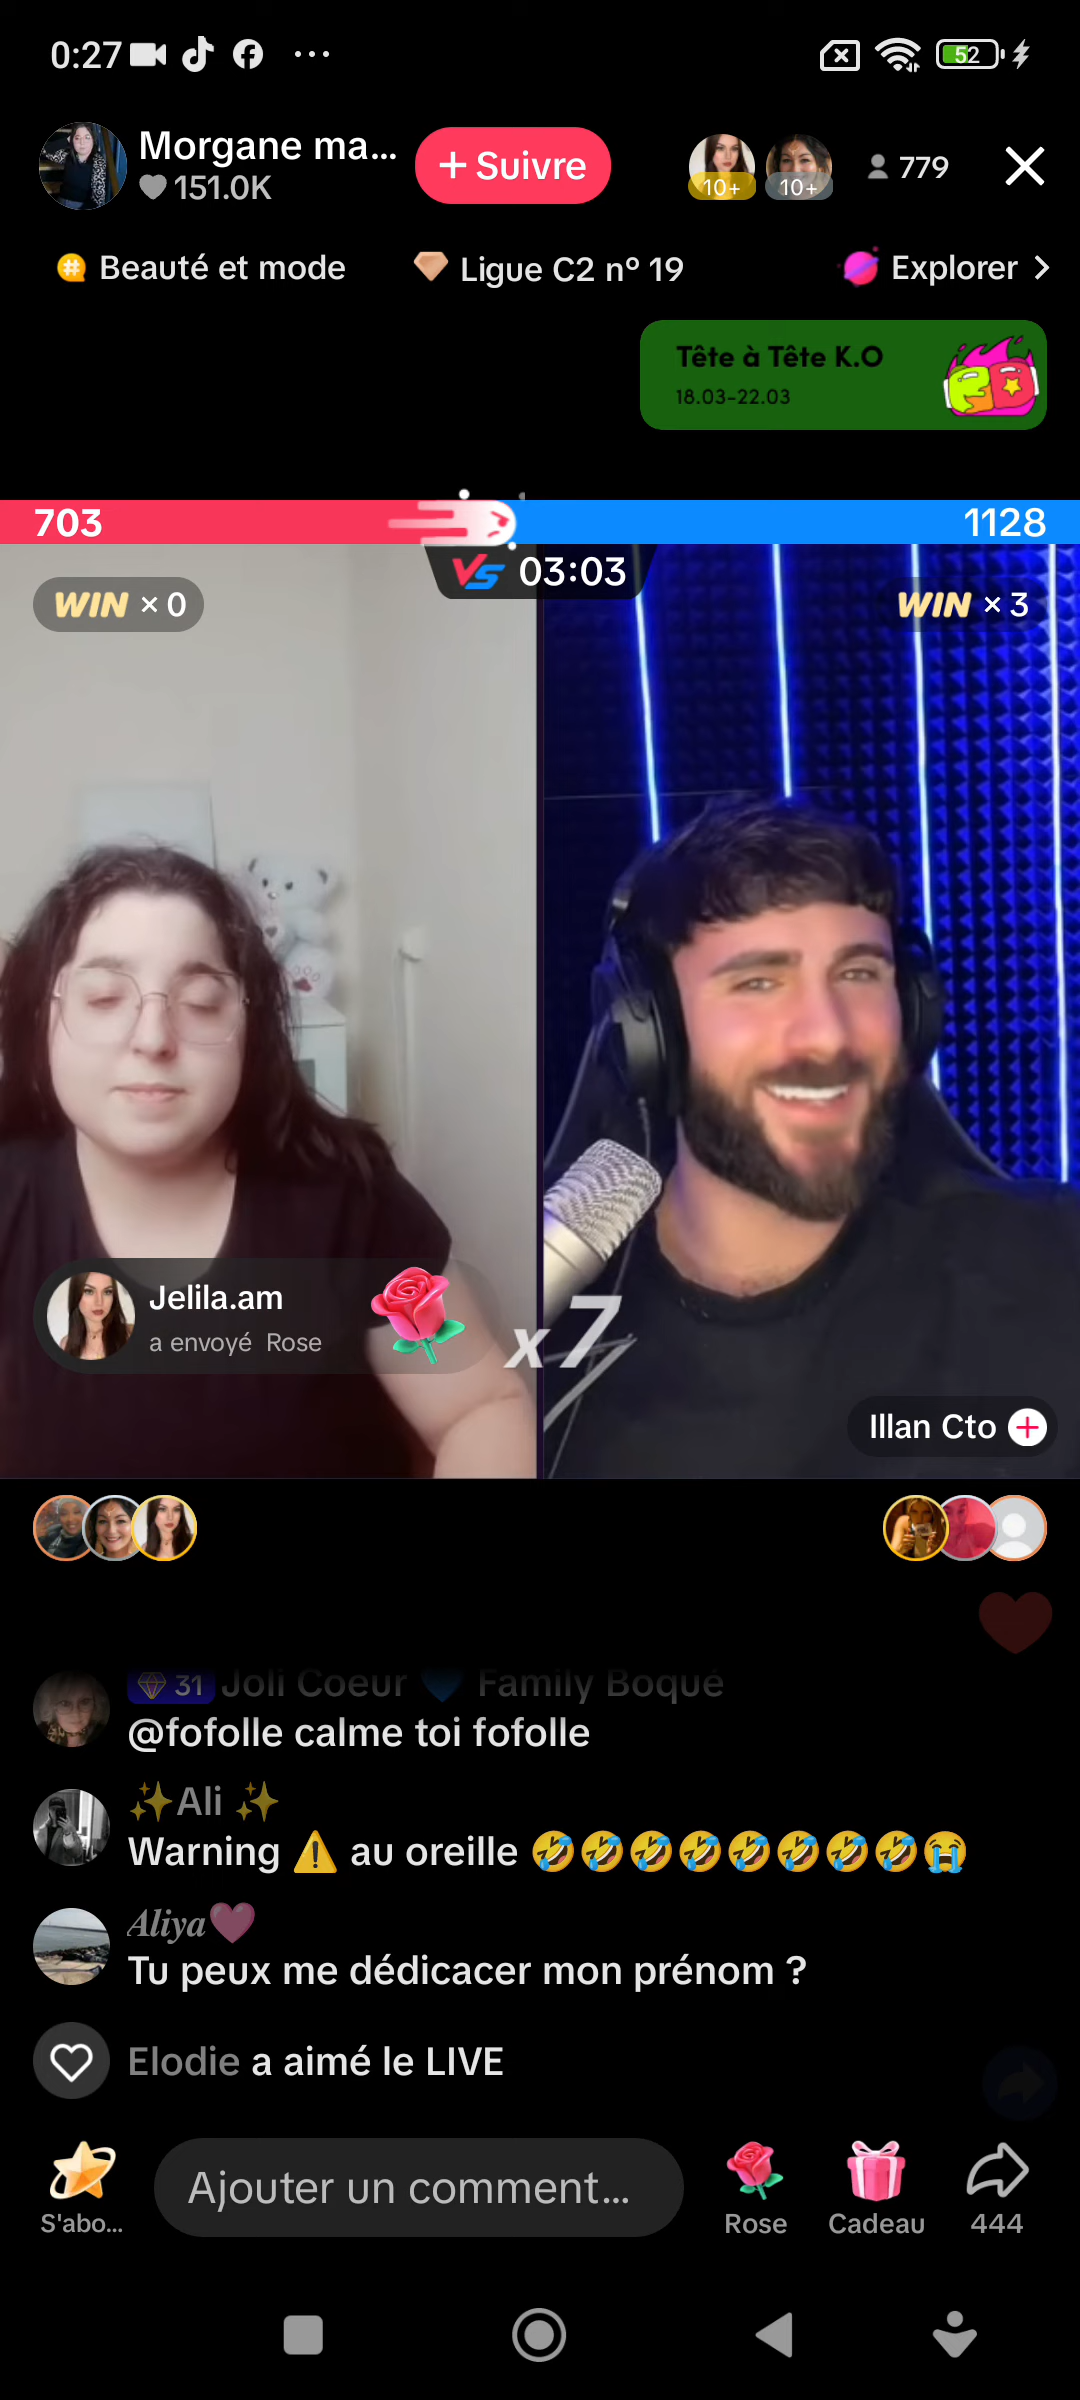 0:27
52
Morgane ma...
151.0K
+ Suivre
10+
10+
779
Beauté et mode
Ligue C2 n° 19
Explorer
Tête à Tête K.O
18.03-22.03
703
1128
VS 03:03
WIN × 0
WIN × 3
Jelila.am
a envoyé Rose
x7
Illan Cto
31 Joli Coeur 💙 Family Boqué
@fofolle calme toi fofolle
✨Ali ✨
Warning ⚠️ au oreille 🤣🤣🤣🤣🤣🤣🤣🤣😭
Aliya🩷
Tu peux me dédicacer mon prénom ?
Elodie a aimé le LIVE
S'abo...
Ajouter un comment...
Rose
Cadeau
444